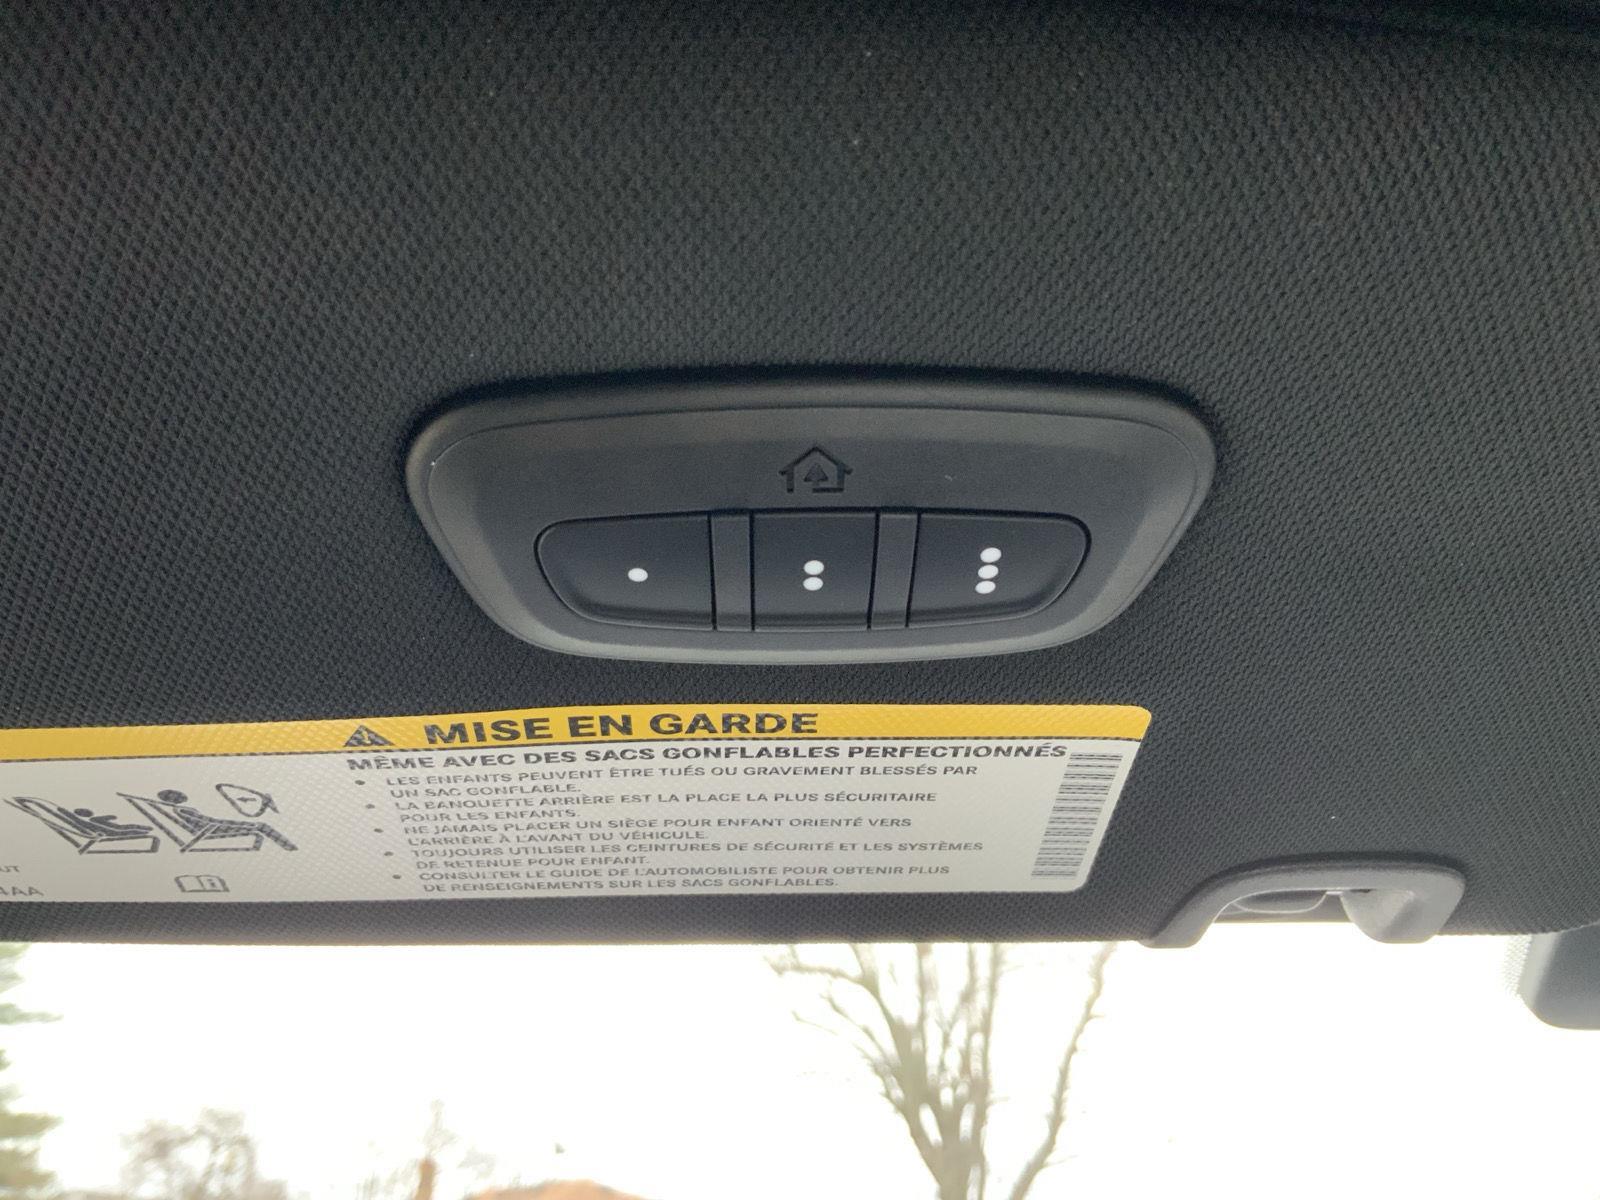 MISE EN GARDE
MÊME AVEC DES SACS GONFLABLES PERFECTIONNÉS
• LES ENFANTS PEUVENT ÊTRE TUÉS OU GRAVEMENT BLESSÉS PAR
UN SAC GONFLABLE.
• LA BANQUETTE ARRIÈRE EST LA PLACE LA PLUS SÉCURITAIRE
POUR LES ENFANTS.
• NE JAMAIS PLACER UN SIÈGE POUR ENFANT ORIENTÉ VERS
L'ARRIÈRE À L'AVANT DU VÉHICULE.
• TOUJOURS UTILISER LES CEINTURES DE SÉCURITÉ ET LES SYSTÈMES
DE RETENUE POUR ENFANT.
• CONSULTER LE GUIDE DE L'AUTOMOBILISTE POUR OBTENIR PLUS
DE RENSEIGNEMENTS SUR LES SACS GONFLABLES.